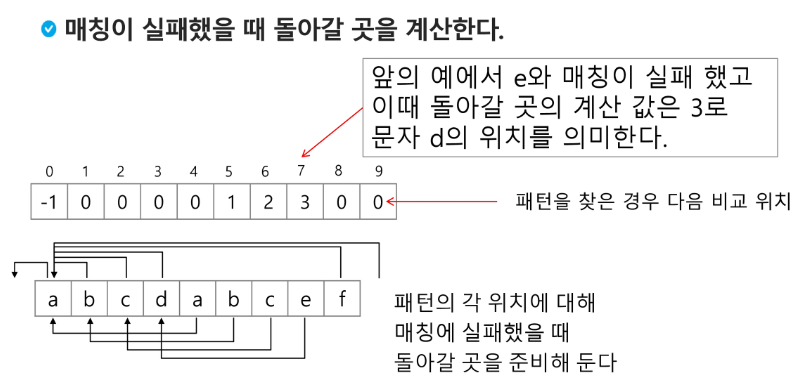 매칭이 실패했을 때 돌아갈 곳을 계산한다.
앞의 예에서 e와 매칭이 실패 했고
이때 돌아갈 곳의 계산 값은 3로
문자 d의 위치를 의미한다.
0 1 2 3 4 5 6 7 8 9
-1 0 0 0 0 1 2 3 0 0
패턴을 찾은 경우 다음 비교 위치
a b c d a b c e f
패턴의 각 위치에 대해
매칭에 실패했을 때
돌아갈 곳을 준비해 둔다